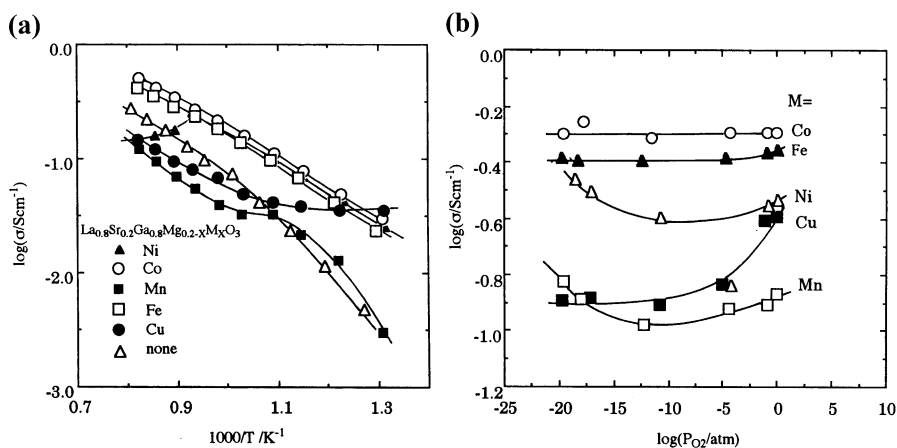 (a)
0.0
-1.0
-2.0
-3.0
log(σ/Scm⁻¹)
La0.8Sr0.2Ga0.8Mg0.2-XMXO3
Ni
Co
Mn
Fe
Cu
none
0.7 0.9 1.1 1.3
1000/T /K⁻¹
(b)
0.0
-0.2
-0.4
-0.6
-0.8
-1.0
-1.2
log(σ/Scm⁻¹)
M=
Co
Fe
Ni
Cu
Mn
-25 -20 -15 -10 -5 0 5 10
log(PO2/atm)